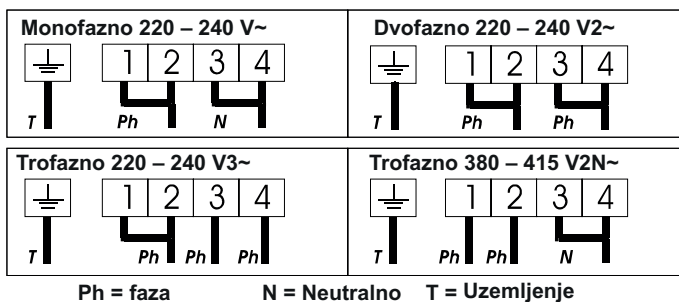 Monofazno 220 – 240 V~
1 2 3 4
T Ph N
Dvofazno 220 – 240 V2~
1 2 3 4
T Ph Ph
Trofazno 220 – 240 V3~
1 2 3 4
T Ph Ph Ph
Trofazno 380 – 415 V2N~
1 2 3 4
T Ph Ph N
Ph = faza N = Neutralno T = Uzemljenje